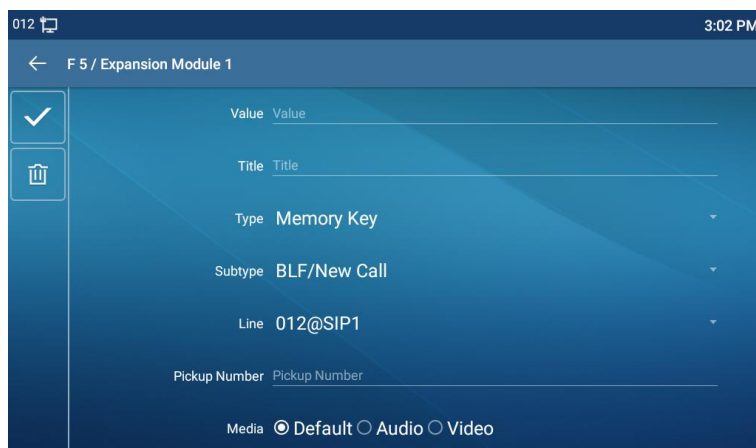 012 3:02 PM
F 5 / Expansion Module 1
Value Value
Title Title
Type Memory Key
Subtype BLF/New Call
Line 012@SIP1
Pickup Number Pickup Number
Media Default Audio Video